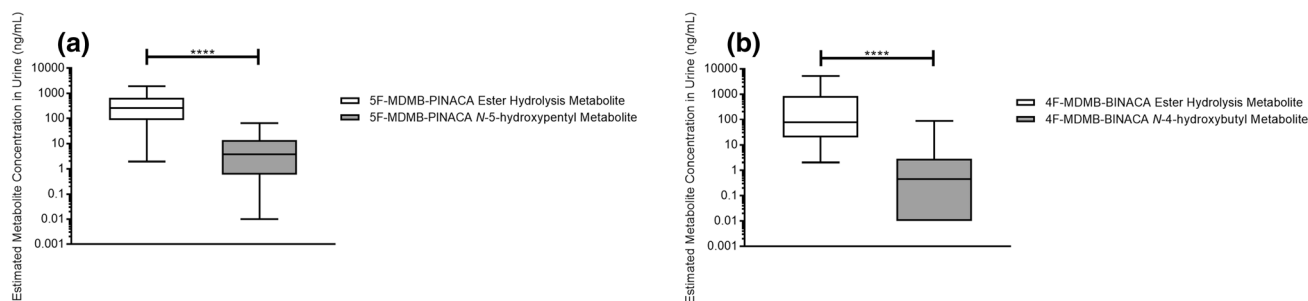 (a)
Estimated Metabolite Concentration in Urine (ng/mL)
****
10000
1000
100
10
1
0.1
0.01
0.001
5F-MDMB-PINACA Ester Hydrolysis Metabolite
5F-MDMB-PINACA N-5-hydroxypentyl Metabolite
(b)
Estimated Metabolite Concentration in Urine (ng/mL)
****
10000
1000
100
10
1
0.1
0.01
0.001
4F-MDMB-BINACA Ester Hydrolysis Metabolite
4F-MDMB-BINACA N-4-hydroxybutyl Metabolite